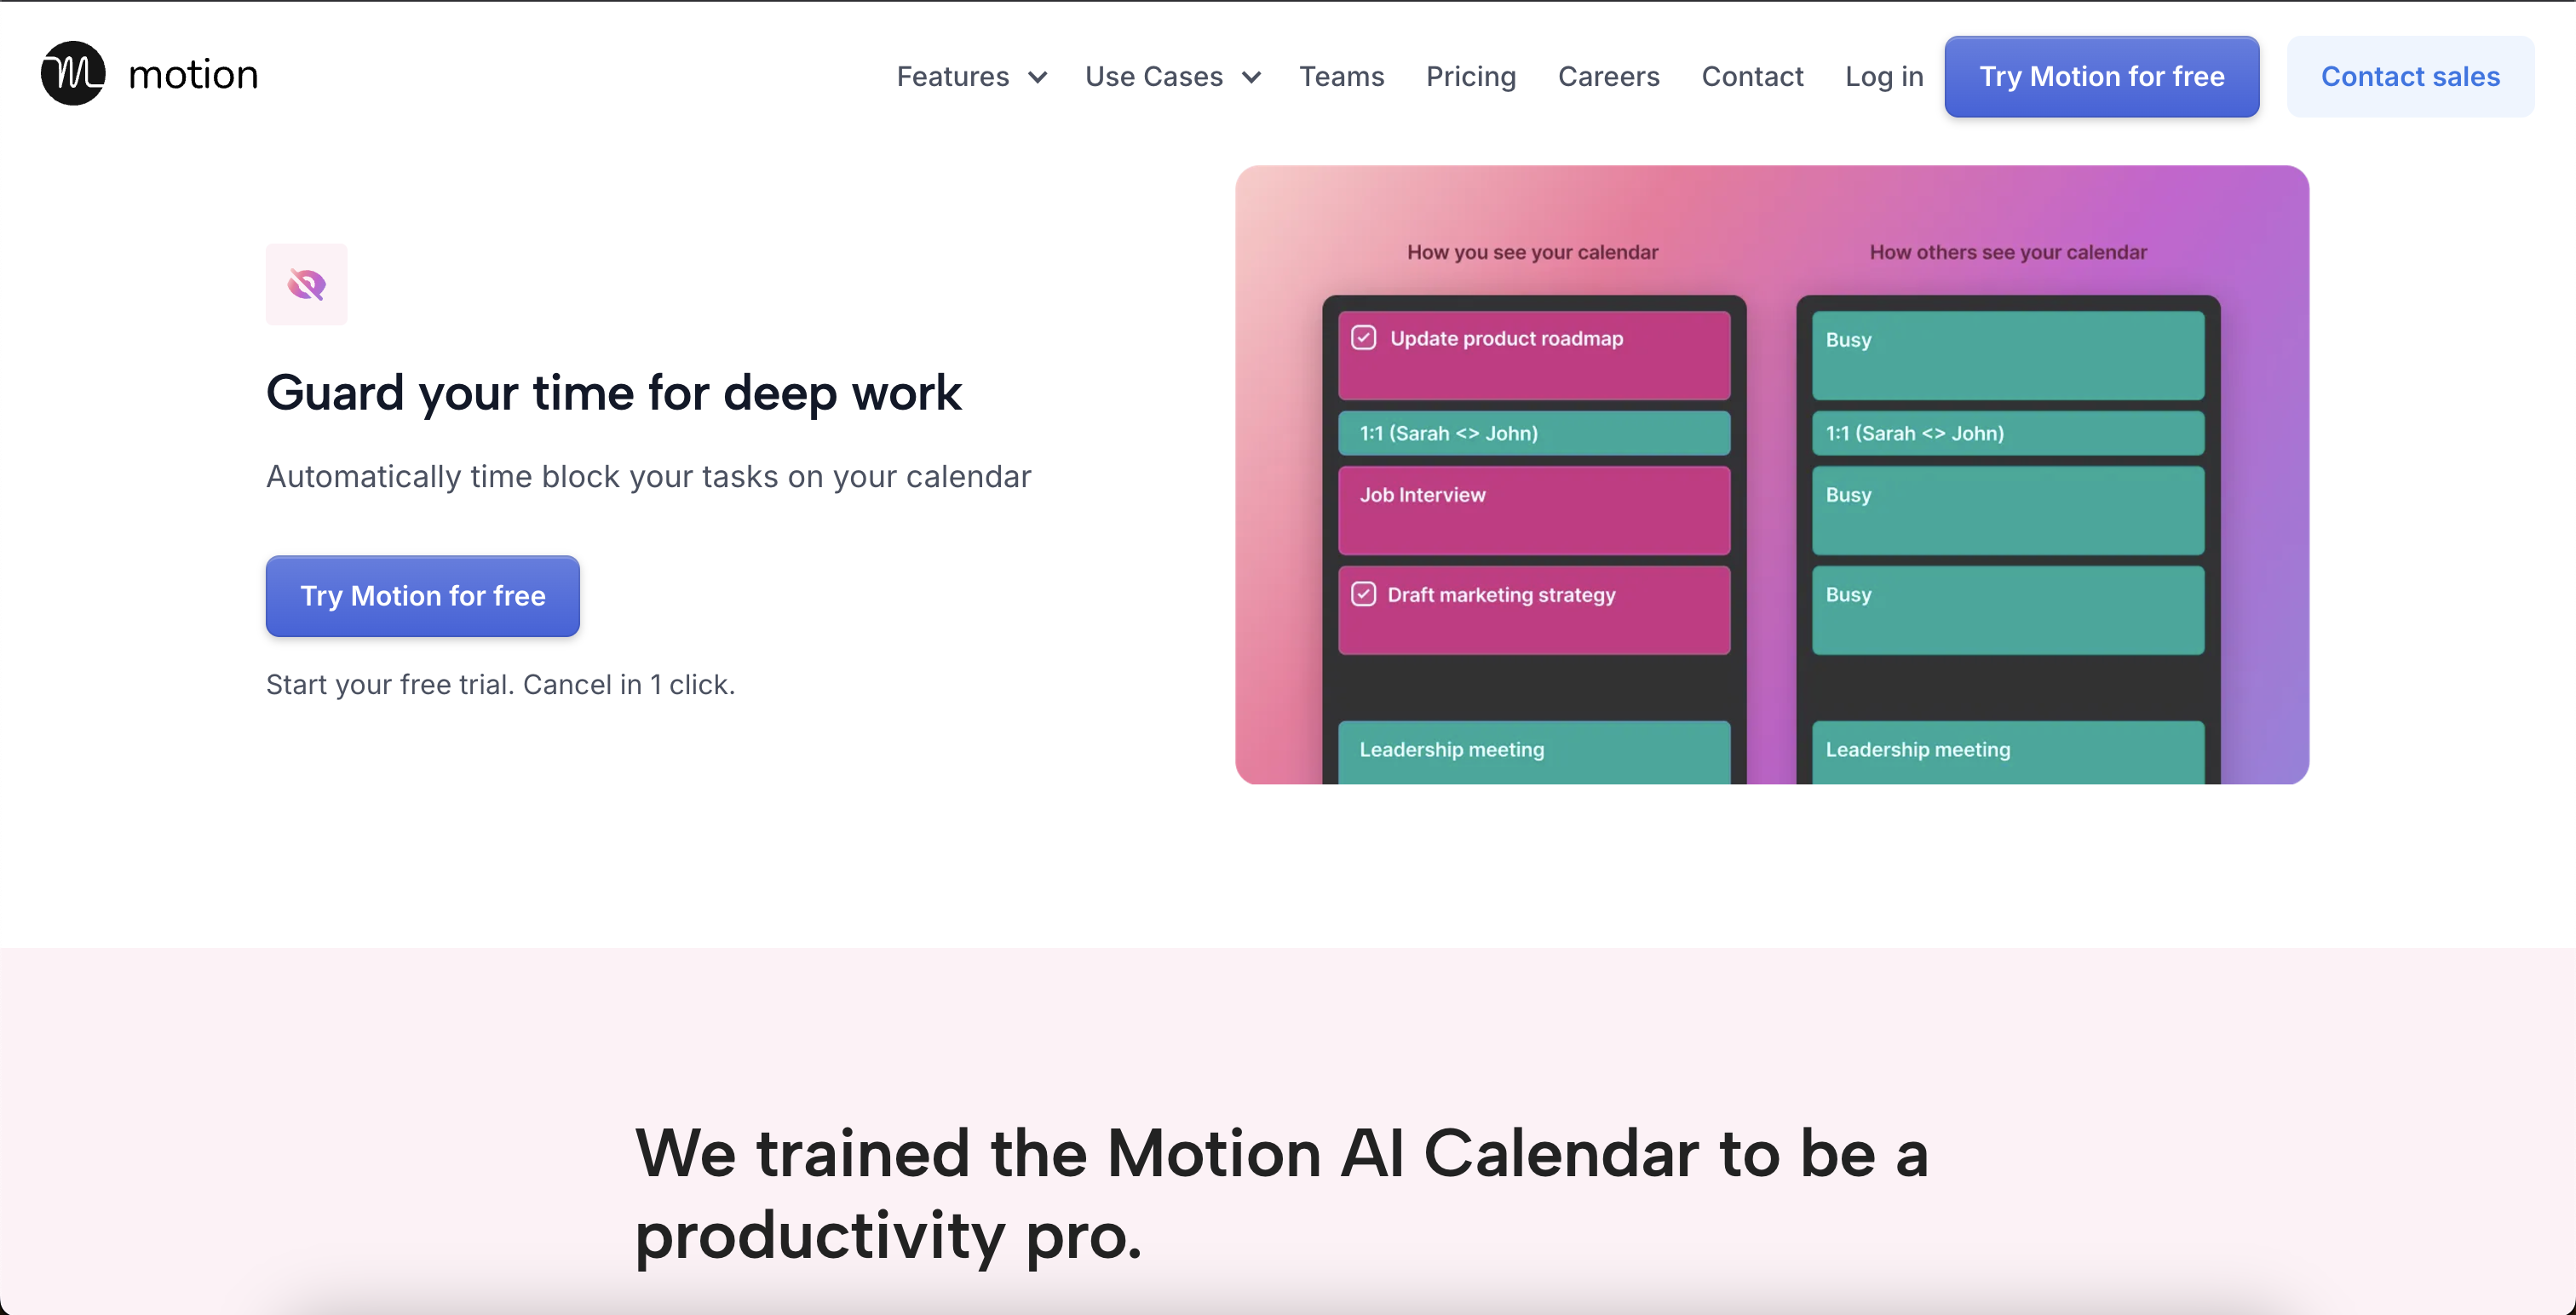 motion
Features
Use Cases
Teams
Pricing
Careers
Contact
Log in
Try Motion for free
Contact sales
Guard your time for deep work
Automatically time block your tasks on your calendar
Try Motion for free
Start your free trial. Cancel in 1 click.
How you see your calendar
Update product roadmap
1:1 (Sarah <> John)
Job Interview
Draft marketing strategy
Leadership meeting
How others see your calendar
Busy
1:1 (Sarah <> John)
Busy
Busy
Leadership meeting
We trained the Motion AI Calendar to be a
productivity pro.